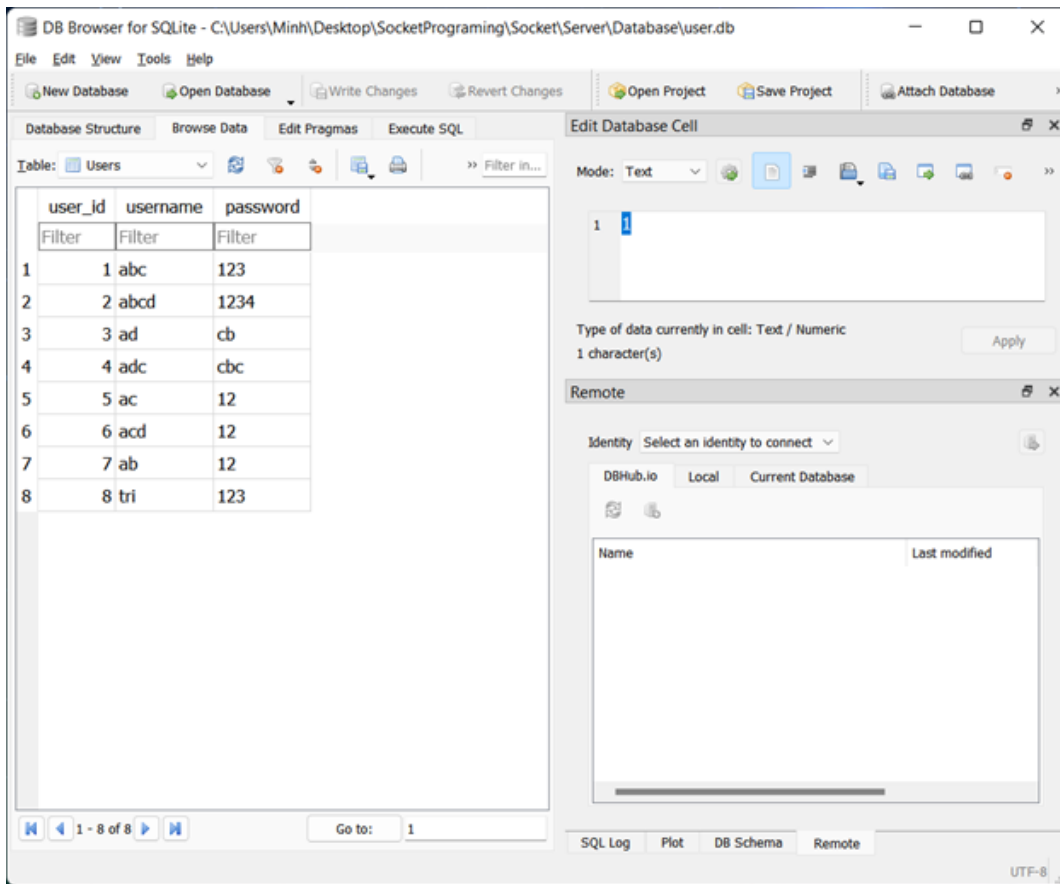 DB Browser for SQLite - C:\Users\Minh\Desktop\SocketPrograming\Socket\Server\Database\user.db
File Edit View Tools Help
New Database Open Database Write Changes Revert Changes Open Project Save Project Attach Database
Database Structure Browse Data Edit Pragmas Execute SQL
Table: Users Filter in...
user_id username password
Filter Filter Filter
1 1 abc 123
2 2 abcd 1234
3 3 ad cb
4 4 adc cbc
5 5 ac 12
6 6 acd 12
7 7 ab 12
8 8 tri 123
1 - 8 of 8 Go to: 1
Edit Database Cell
Mode: Text
1 1
Type of data currently in cell: Text / Numeric
1 character(s)
Apply
Remote
Identity Select an identity to connect
DBHub.io Local Current Database
Name Last modified
SQL Log Plot DB Schema Remote
UTF-8